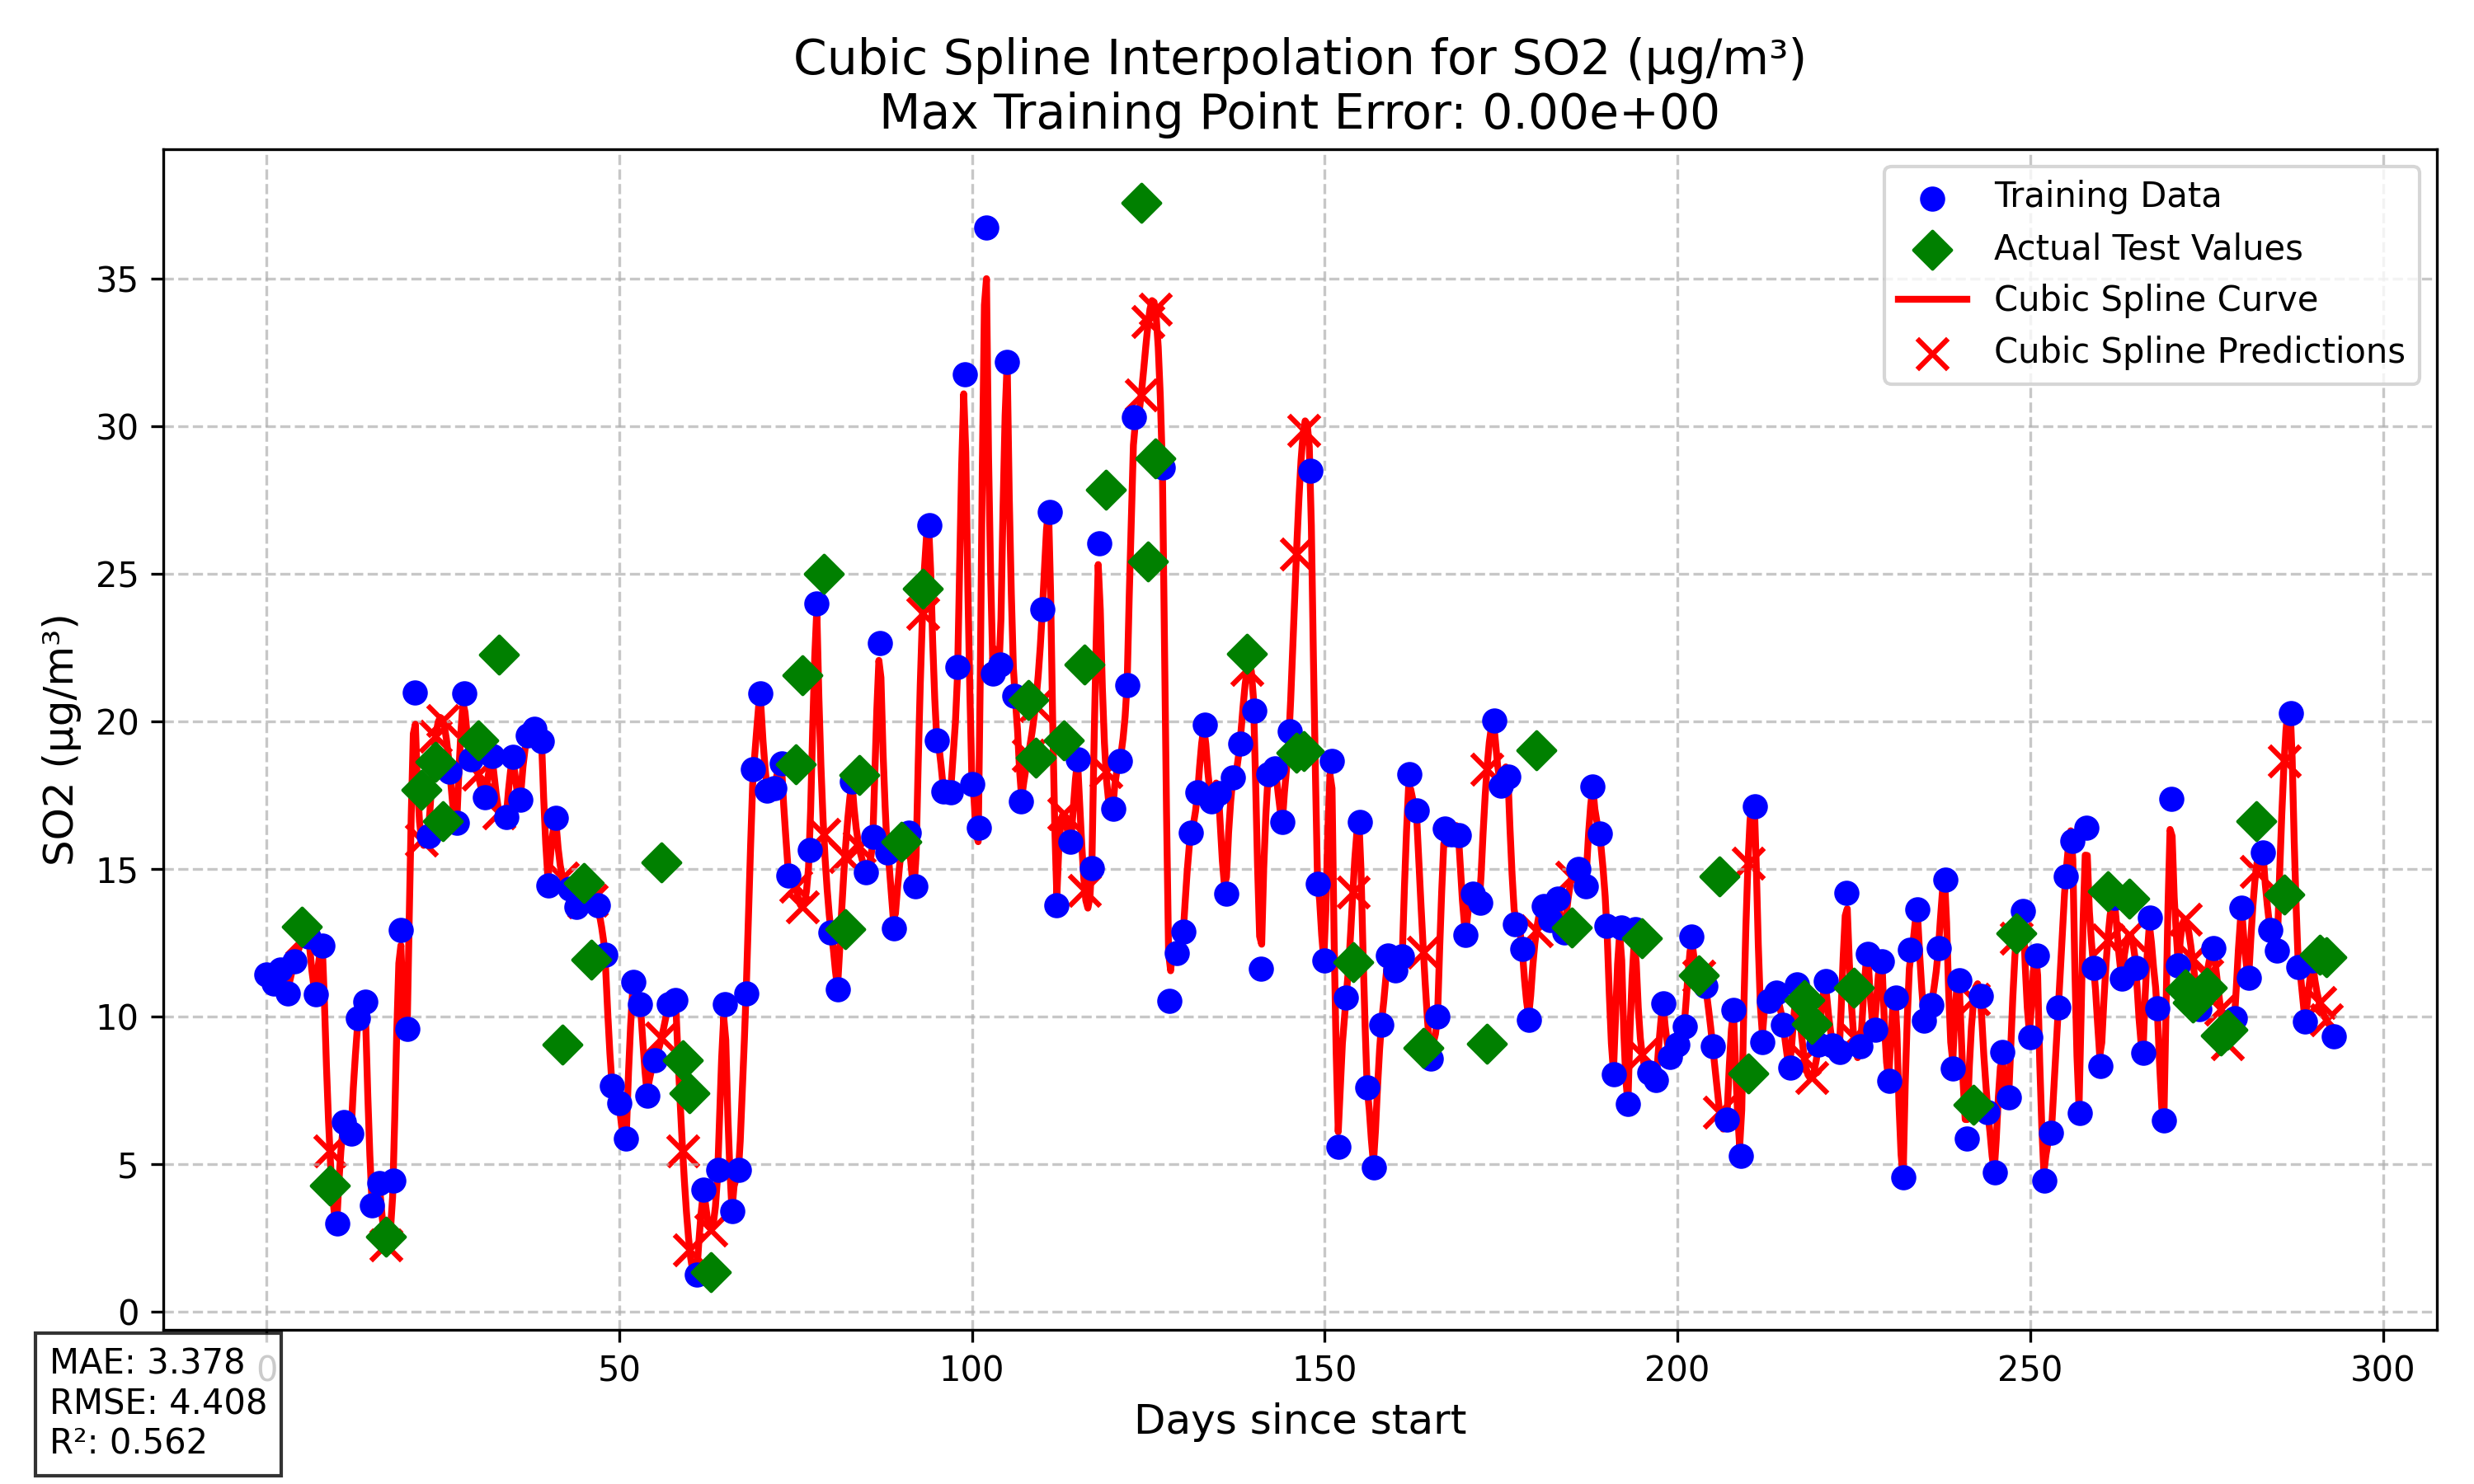 Cubic Spline Interpolation for SO2 (µg/m³)
Max Training Point Error: 0.00e+00
Training Data
Actual Test Values
Cubic Spline Curve
Cubic Spline Predictions
SO2 (µg/m³)
35
30
25
20
15
10
5
0
0
50
100
150
200
250
300
Days since start
MAE: 3.378
RMSE: 4.408
R²: 0.562